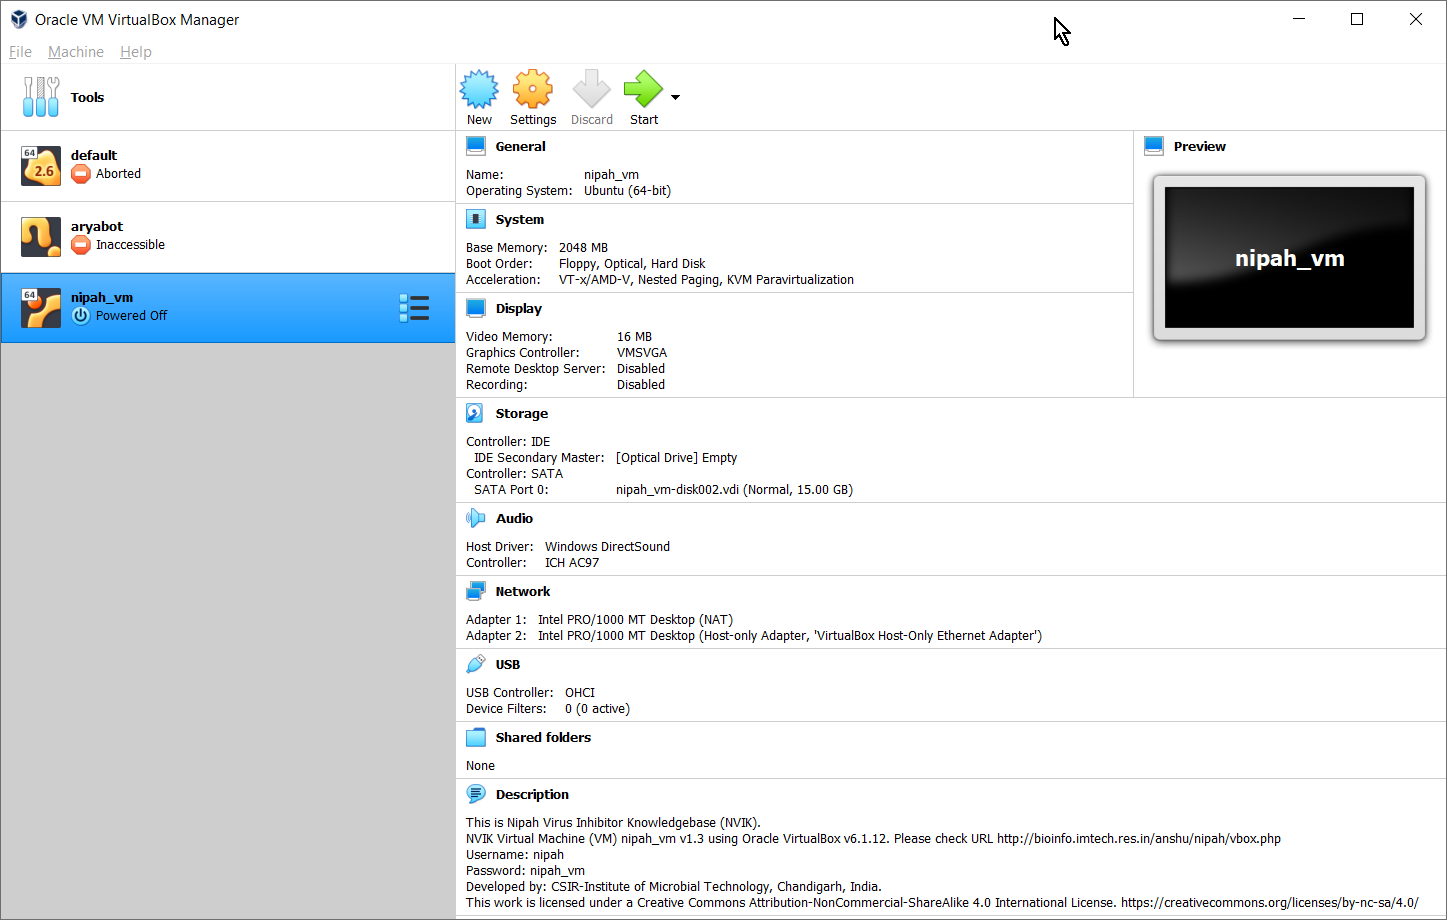 Oracle VM VirtualBox Manager
File Machine Help
Tools
64
2.6
default
Aborted
aryabot
Inaccessible
64
nipah_vm
Powered Off
New Settings Discard Start
General
Name: nipah_vm
Operating System: Ubuntu (64-bit)
System
Base Memory: 2048 MB
Boot Order: Floppy, Optical, Hard Disk
Acceleration: VT-x/AMD-V, Nested Paging, KVM Paravirtualization
Display
Video Memory: 16 MB
Graphics Controller: VMSVGA
Remote Desktop Server: Disabled
Recording: Disabled
Preview
nipah_vm
Storage
Controller: IDE
IDE Secondary Master: [Optical Drive] Empty
Controller: SATA
SATA Port 0: nipah_vm-disk002.vdi (Normal, 15.00 GB)
Audio
Host Driver: Windows DirectSound
Controller: ICH AC97
Network
Adapter 1: Intel PRO/1000 MT Desktop (NAT)
Adapter 2: Intel PRO/1000 MT Desktop (Host-only Adapter, 'VirtualBox Host-Only Ethernet Adapter')
USB
USB Controller: OHCI
Device Filters: 0 (0 active)
Shared folders
None
Description
This is Nipah Virus Inhibitor Knowledgebase (NVIK).
NVIK Virtual Machine (VM) nipah_vm v1.3 using Oracle VirtualBox v6.1.12. Please check URL http://bioinfo.imtech.res.in/anshu/nipah/vbox.php
Username: nipah
Password: nipah_vm
Developed by: CSIR-Institute of Microbial Technology, Chandigarh, India.
This work is licensed under a Creative Commons Attribution-NonCommercial-ShareAlike 4.0 International License. https://creativecommons.org/licenses/by-nc-sa/4.0/